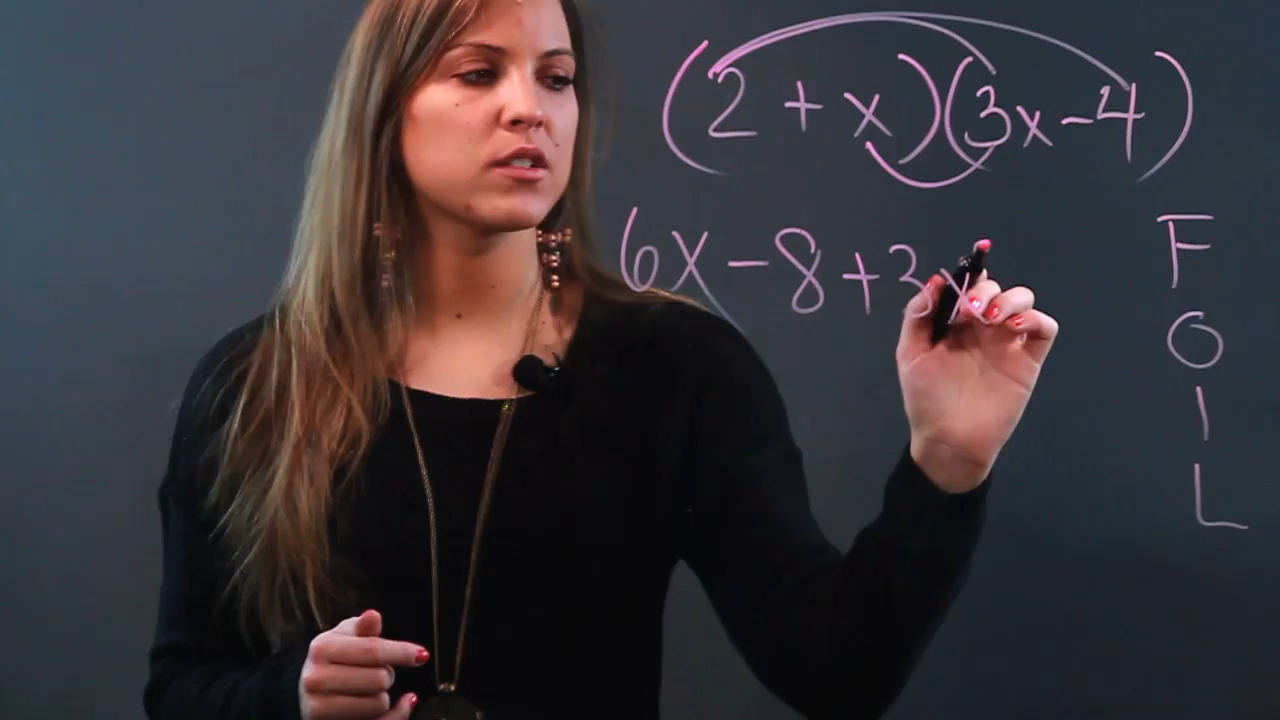 (2 + x)(3x - 4)
6x - 8 + 3x
F
O
I
L